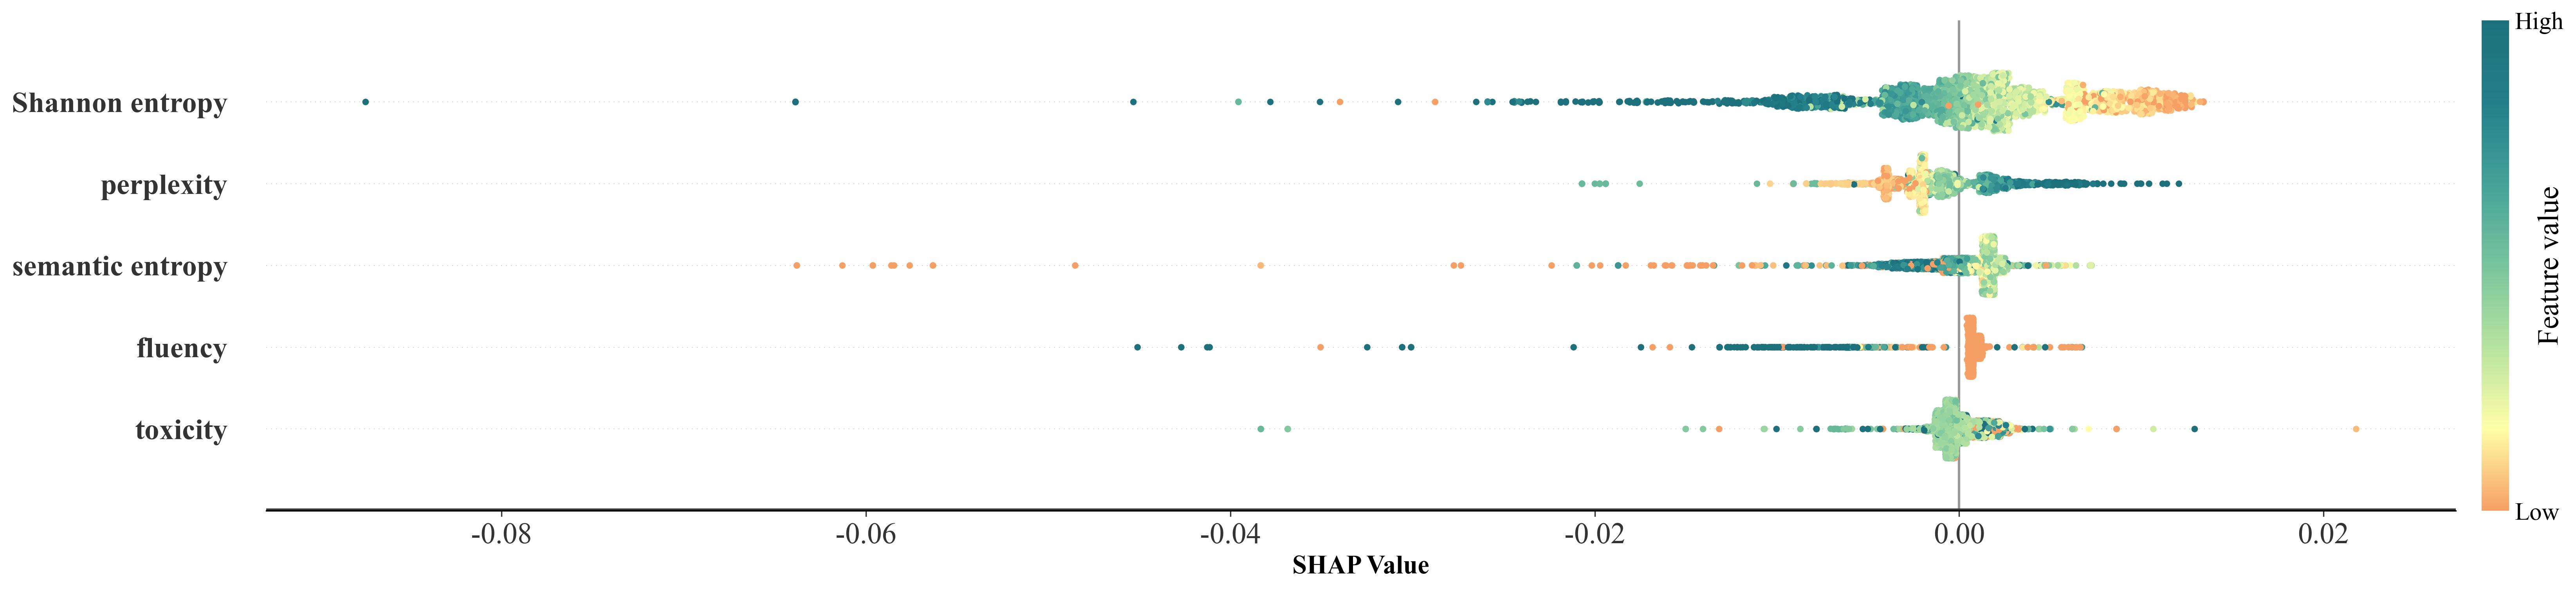 High
Shannon entropy
perplexity
semantic entropy
fluency
toxicity
Feature value
Low
-0.08 -0.06 -0.04 -0.02 0.00 0.02
SHAP Value